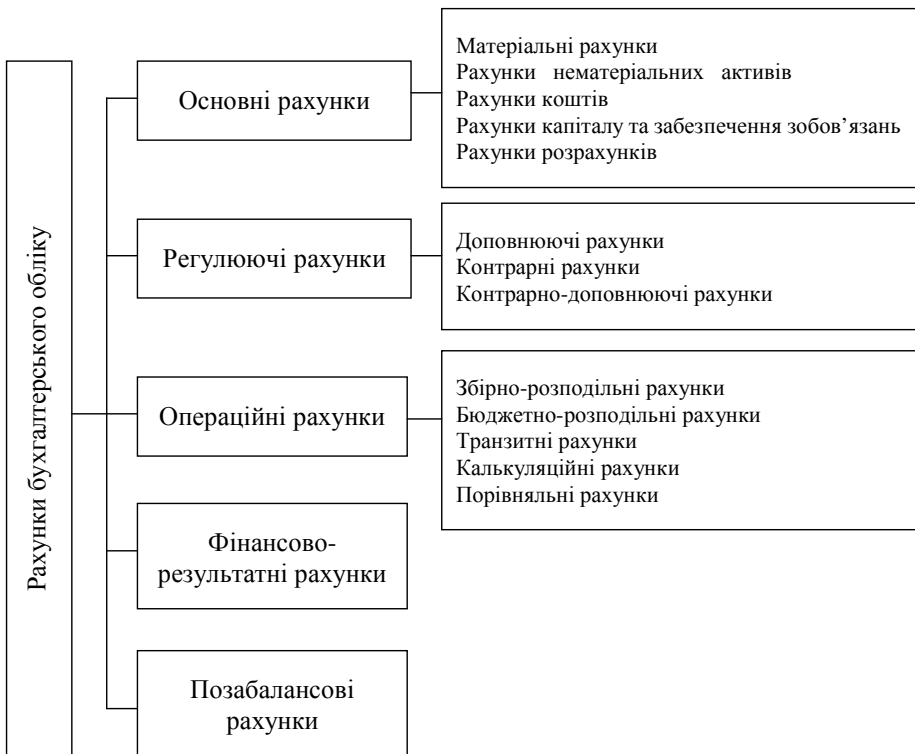 Рахунки бухгалтерського обліку
Основні рахунки
Матеріальні рахунки
Рахунки нематеріальних активів
Рахунки коштів
Рахунки капіталу та забезпечення зобов’язань
Рахунки розрахунків
Регулюючі рахунки
Доповнюючі рахунки
Контрарні рахунки
Контрарно-доповнюючі рахунки
Операційні рахунки
Збірно-розподільні рахунки
Бюджетно-розподільні рахунки
Транзитні рахунки
Калькуляційні рахунки
Порівняльні рахунки
Фінансово-
результатні рахунки
Позабалансові
рахунки